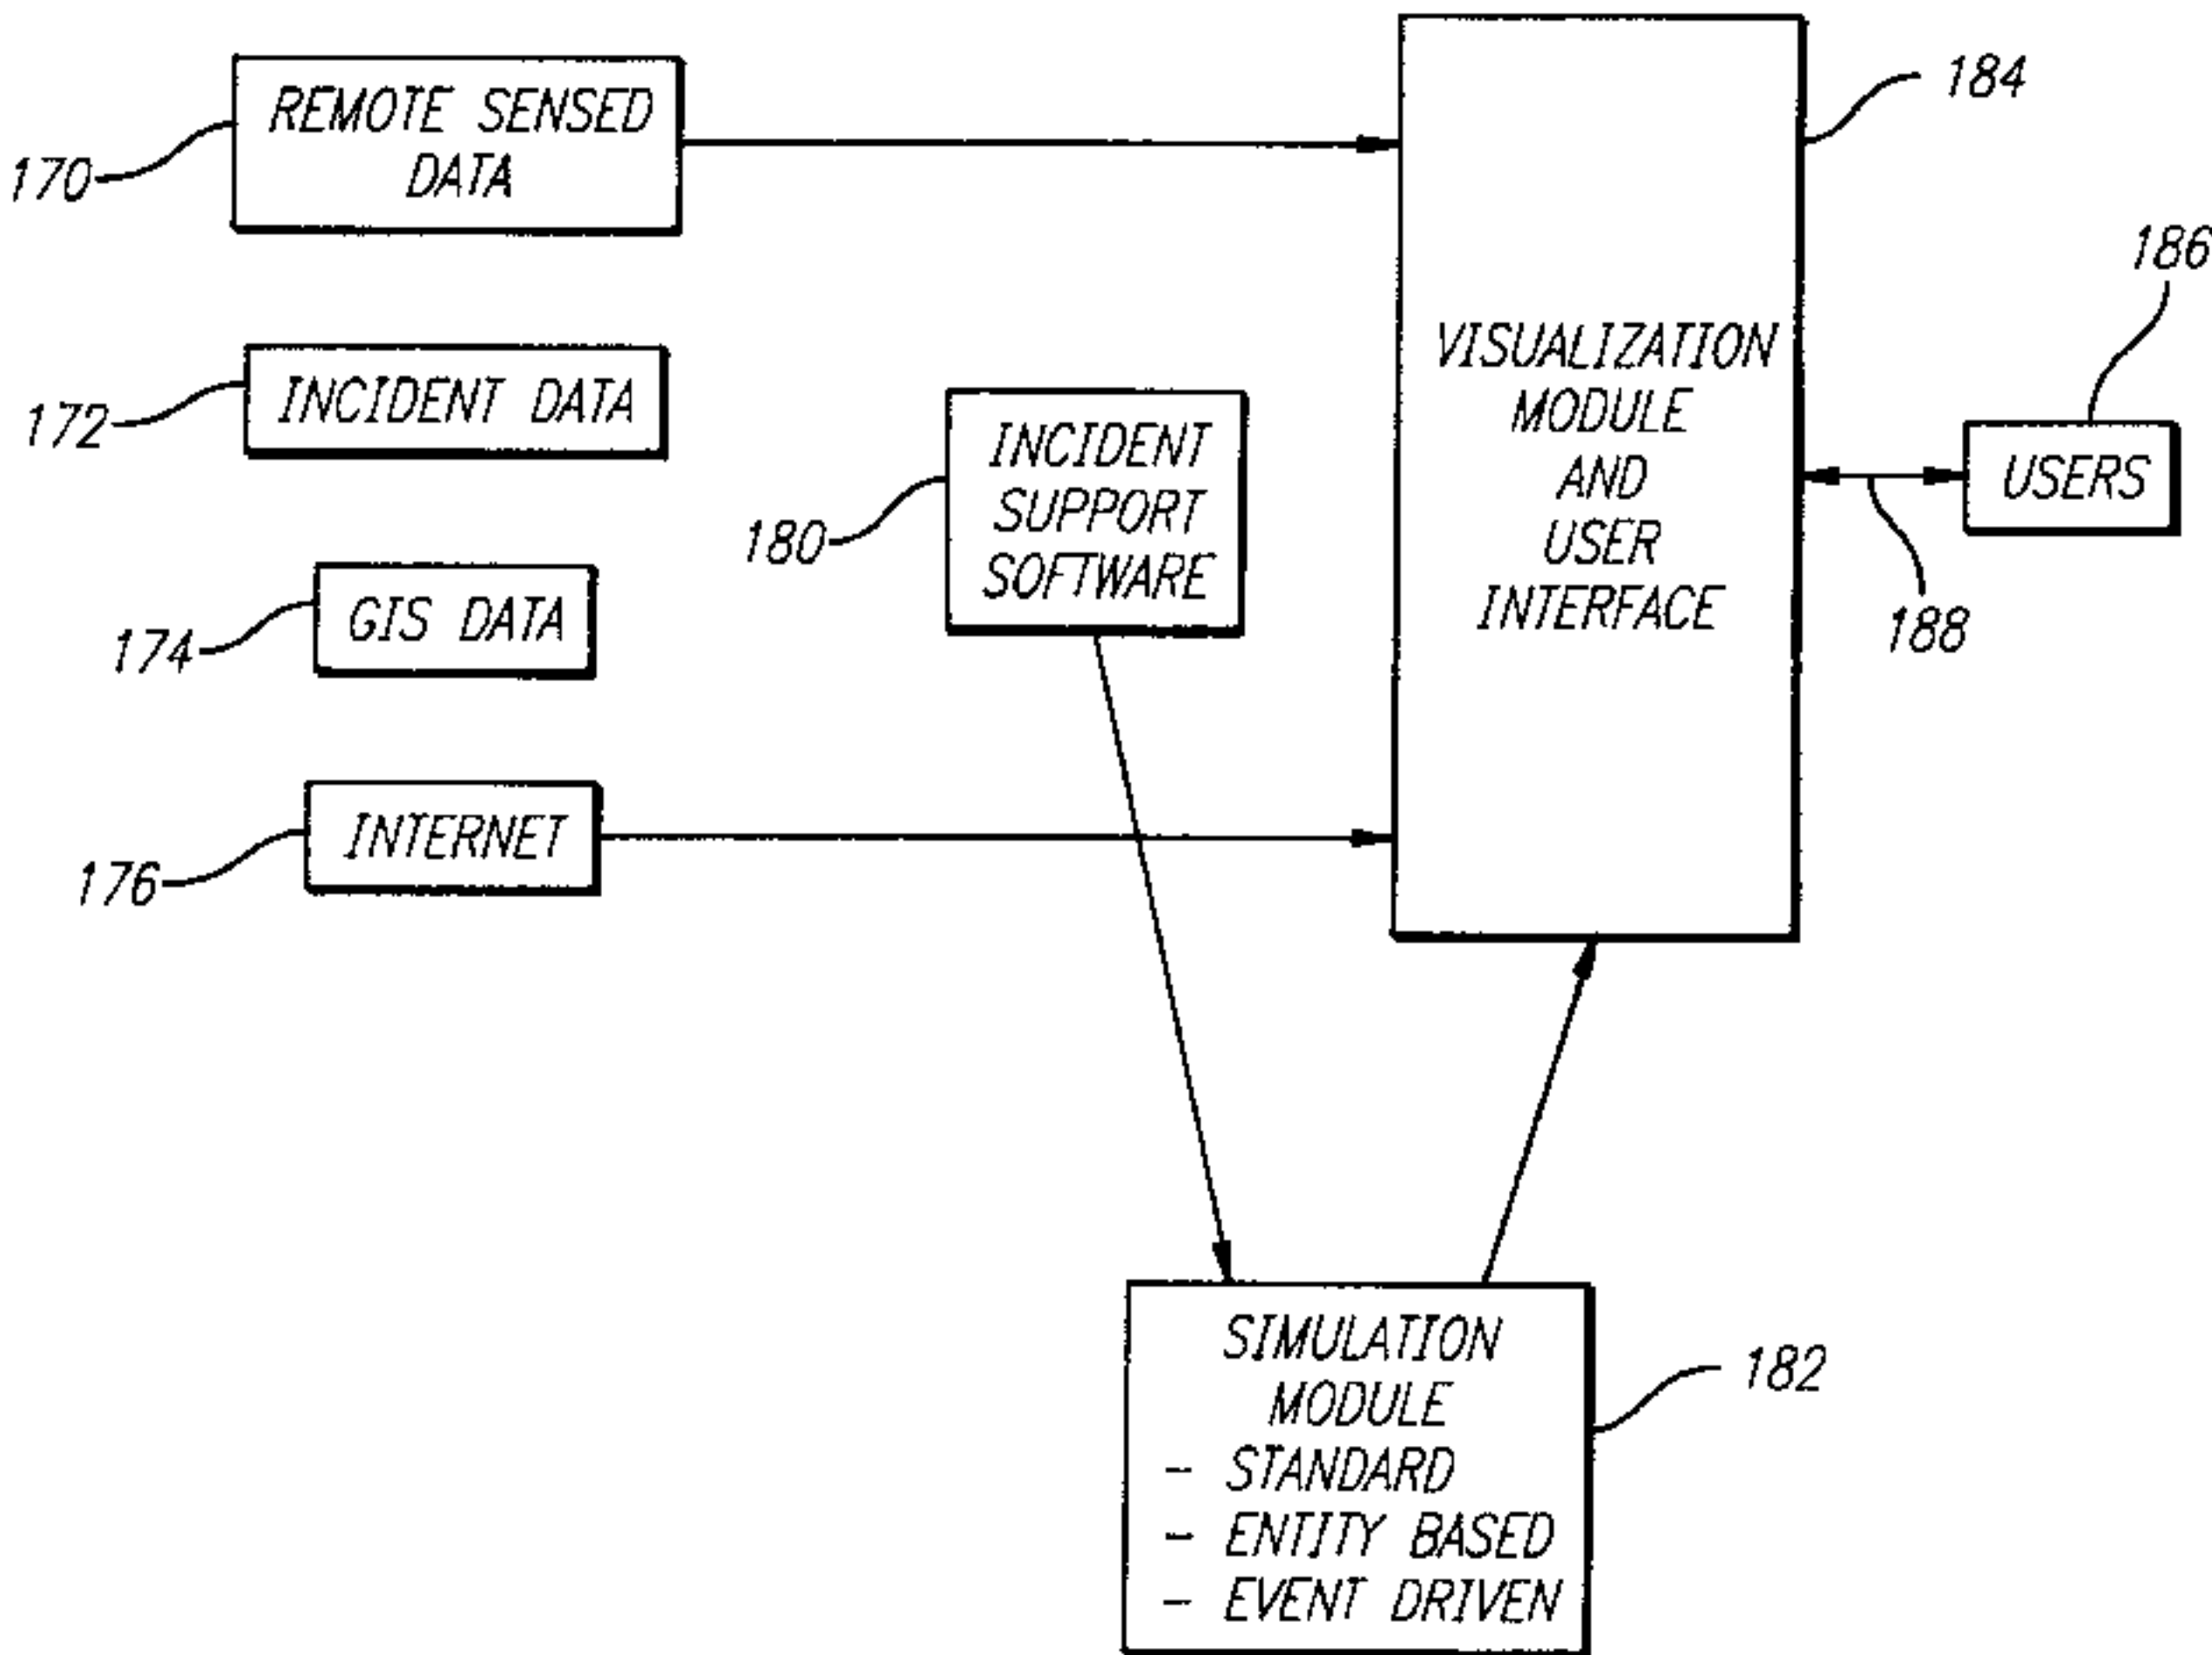 REMOTE SENSED
DATA
170
INCIDENT DATA
172
GIS DATA
174
INTERNET
176
INCIDENT
SUPPORT
SOFTWARE
180
VISUALIZATION
MODULE
AND
USER
INTERFACE
184
186
USERS
188
SIMULATION
MODULE
- STANDARD
- ENTITY BASED
- EVENT DRIVEN
182